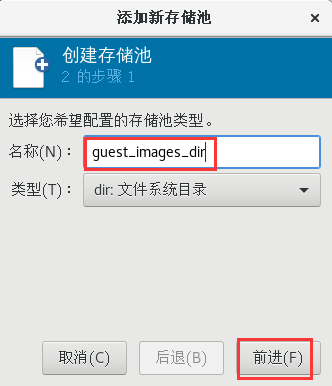 添加新存储池
创建存储池
2 的步骤 1
选择您希望配置的存储池类型。
名称(N)： guest_images_dir
类型(T)： dir: 文件系统目录
取消(C) 后退(B) 前进(F)